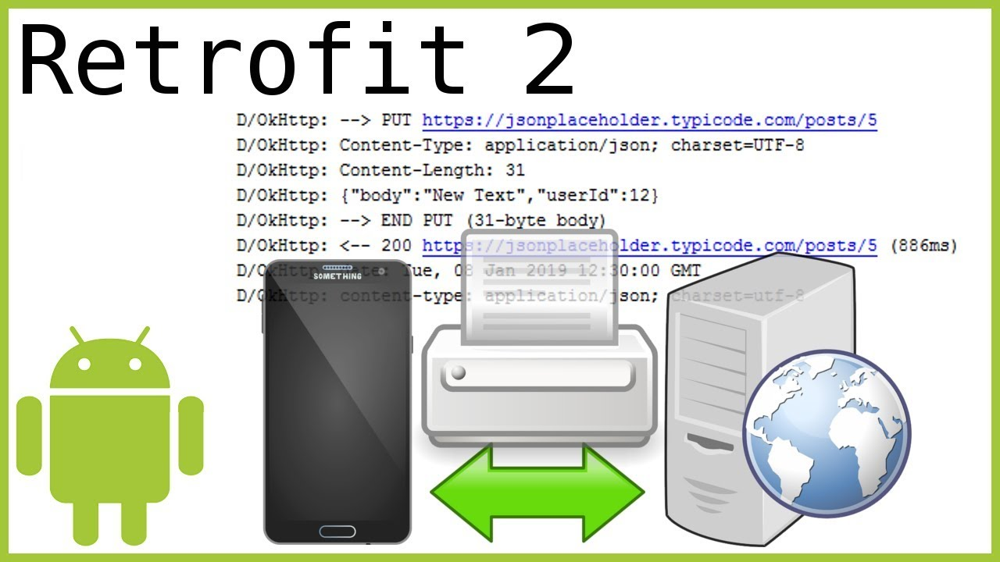 Retrofit 2
D/OkHttp: --> PUT https://jsonplaceholder.typicode.com/posts/5
D/OkHttp: Content-Type: application/json; charset=UTF-8
D/OkHttp: Content-Length: 31
D/OkHttp: {"body":"New Text","userId":12}
D/OkHttp: --> END PUT (31-byte body)
D/OkHttp: <-- 200 https://jsonplaceholder.typicode.com/posts/5 (886ms)
D/OkHttp: date: Tue, 08 Jan 2019 12:30:00 GMT
D/OkHttp: content-type: application/json; charset=utf-8
SOMETHING